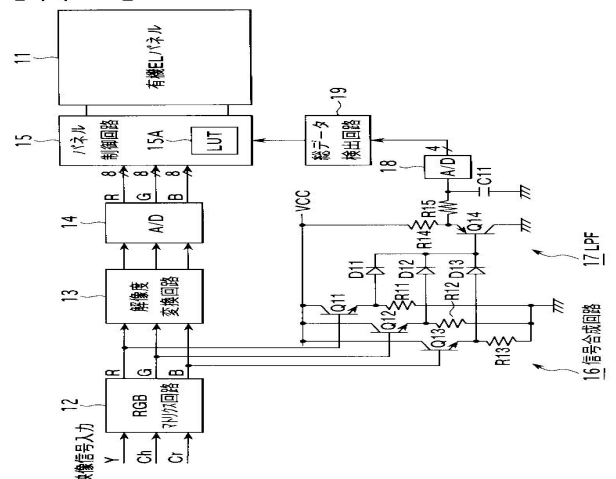 映像信号入力
Y
Ch
Cr
12
RGB
マトリクス回路
R
G
B
13
解像度
変換回路
14
A/D
R 8
G 8
B 8
15
パネル
制御回路
15A
LUT
11
有機ELパネル
19
総データ
検出回路
4
18
A/D
C11
VCC
R15
R14
Q14
D11
D12
D13
Q11
R11
Q12
R12
Q13
R13
17 LPF
16 信号合成回路